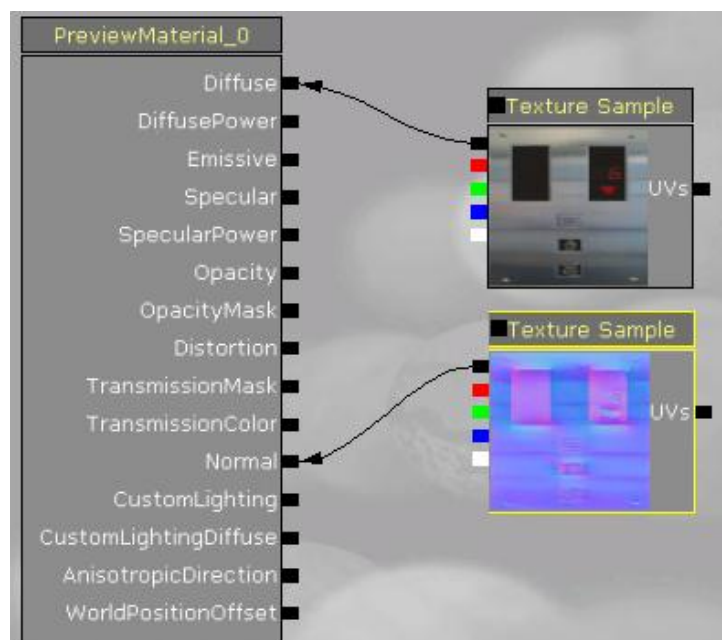 PreviewMaterial_0
Diffuse
DiffusePower
Emissive
Specular
SpecularPower
Opacity
OpacityMask
Distortion
TransmissionMask
TransmissionColor
Normal
CustomLighting
CustomLightingDiffuse
AnisotropicDirection
WorldPositionOffset
Texture Sample
UVs
Texture Sample
UVs